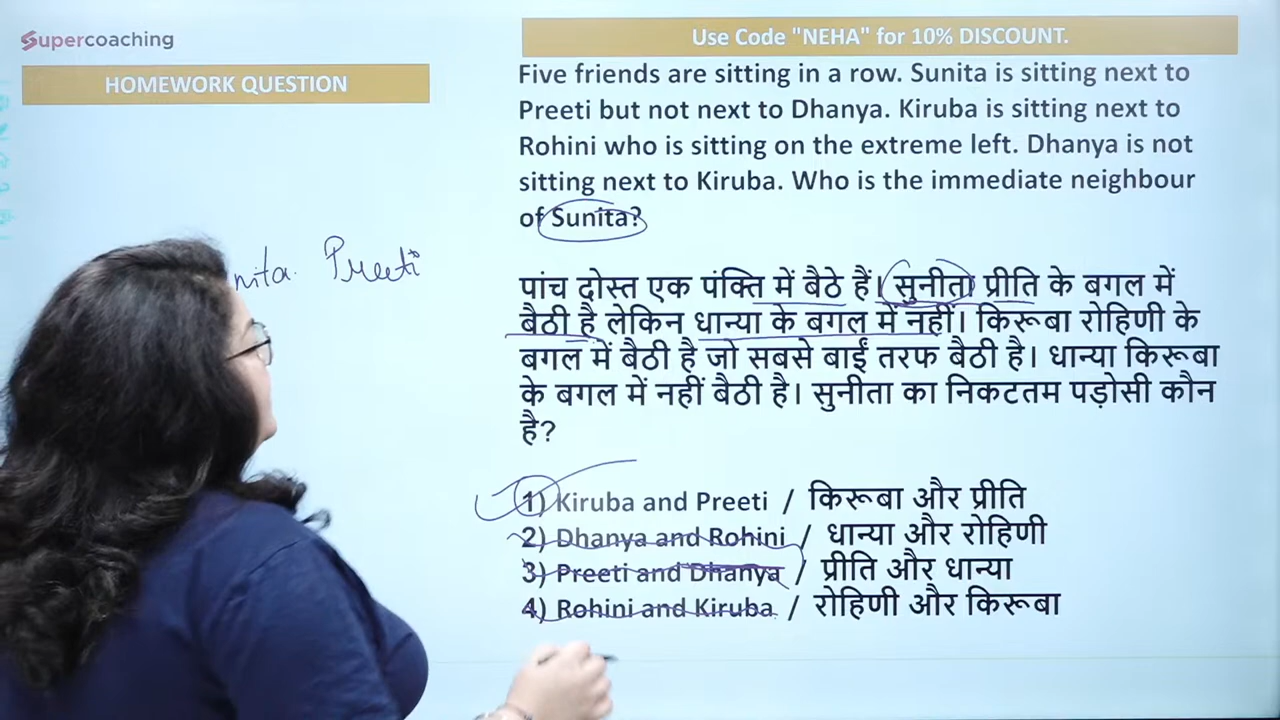 Supercoaching
Use Code "NEHA" for 10% DISCOUNT.
HOMEWORK QUESTION
Five friends are sitting in a row. Sunita is sitting next to
Preeti but not next to Dhanya. Kiruba is sitting next to
Rohini who is sitting on the extreme left. Dhanya is not
sitting next to Kiruba. Who is the immediate neighbour
of Sunita?
nita Preeti
पांच दोस्त एक पंक्ति में बैठे हैं। सुनीता प्रीति के बगल में
बैठी है लेकिन धान्या के बगल में नहीं। किरूबा रोहिणी के
बगल में बैठी है जो सबसे बाईं तरफ बैठी है। धान्या किरूबा
के बगल में नहीं बैठी है। सुनीता का निकटतम पड़ोसी कौन
है?
1) Kiruba and Preeti / किरूबा और प्रीति
2) Dhanya and Rohini / धान्या और रोहिणी
3) Preeti and Dhanya / प्रीति और धान्या
4) Rohini and Kiruba / रोहिणी और किरूबा